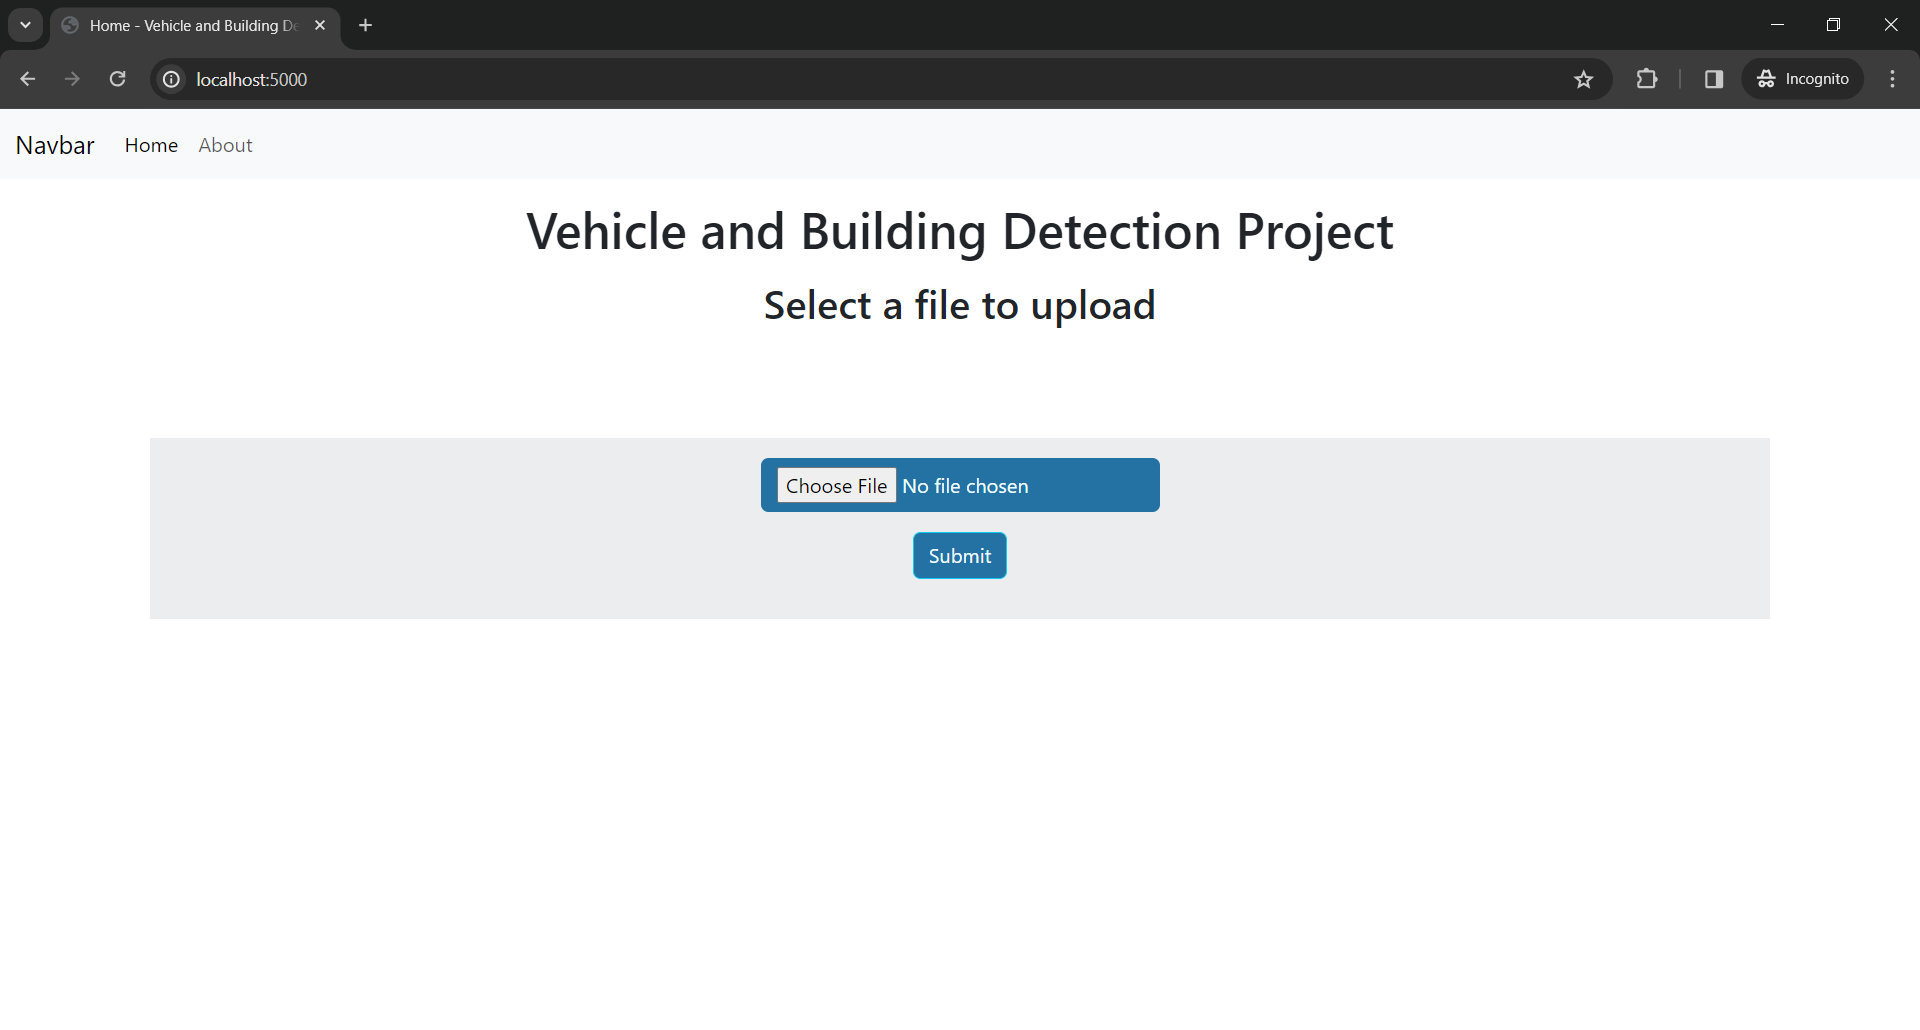 Home - Vehicle and Building De
localhost:5000
Incognito
Navbar Home About
Vehicle and Building Detection Project
Select a file to upload
Choose File No file chosen
Submit